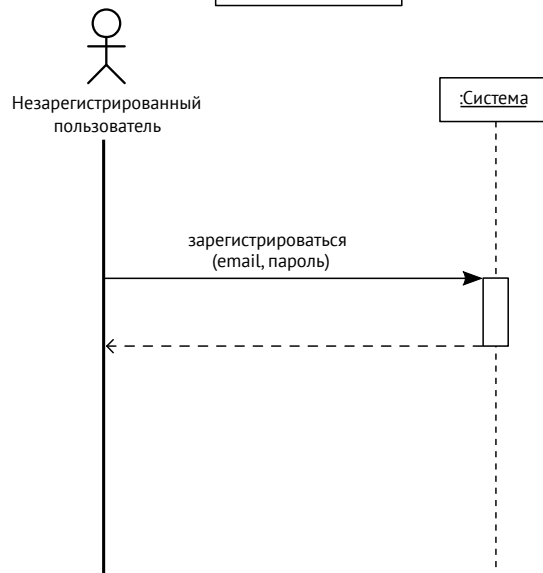 Незарегистрированный
пользователь
:Система
зарегистрироваться
(email, пароль)